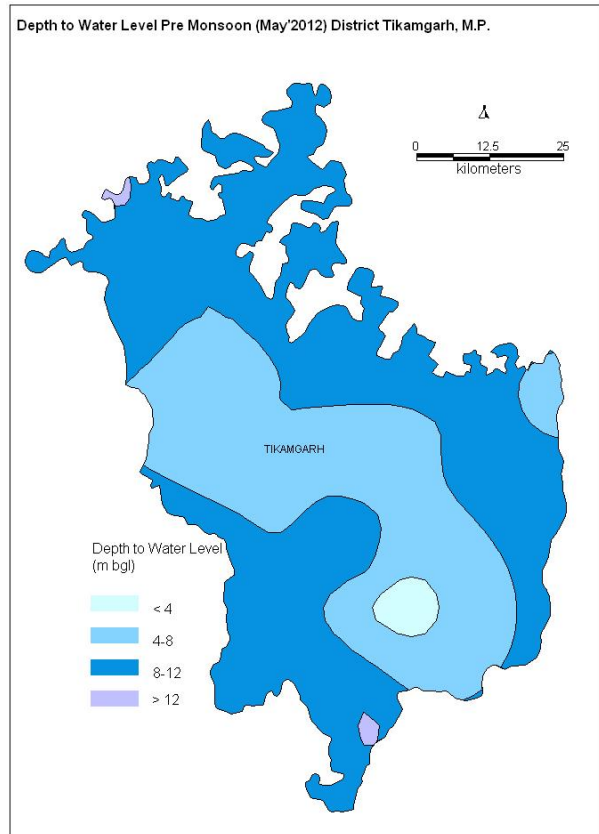 Depth to Water Level Pre Monsoon (May'2012) District Tikamgarh, M.P.
0 12.5 25
kilometers
TIKAMGARH
Depth to Water Level
(m bgl)
< 4
4-8
8-12
> 12